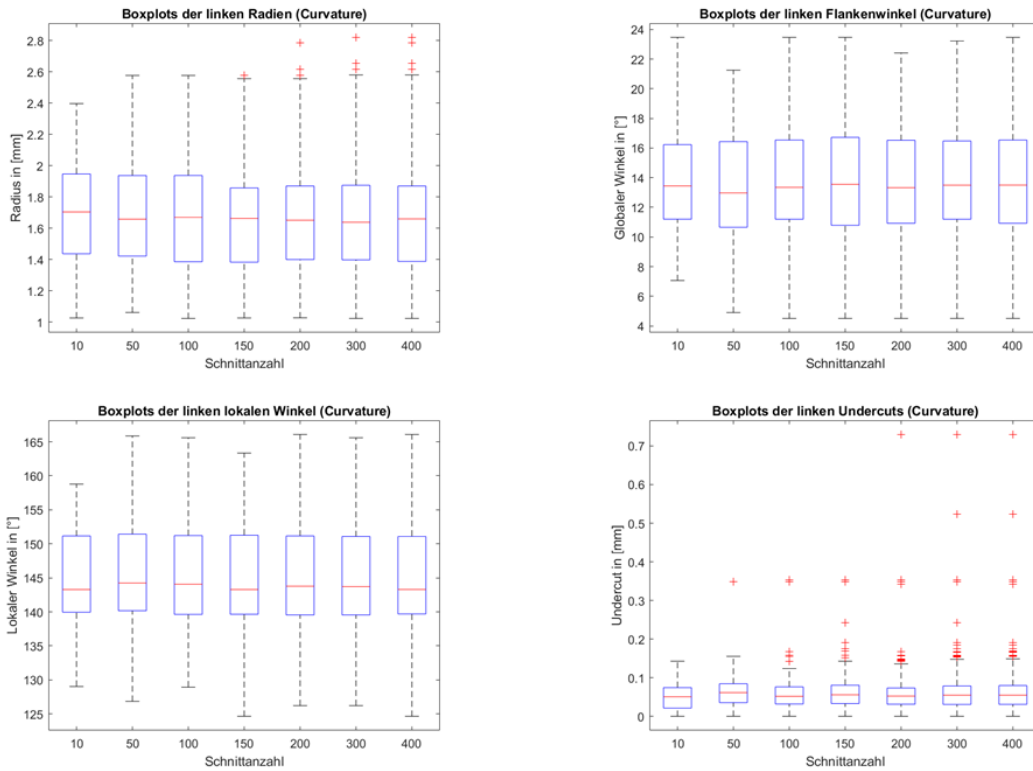 Boxplots der linken Radien (Curvature)
2.8
2.6
2.4
2.2
2
1.8
1.6
1.4
1.2
1
Radius in [mm]
10 50 100 150 200 300 400
Schnittanzahl
Boxplots der linken Flankenwinkel (Curvature)
24
22
20
18
16
14
12
10
8
6
4
Globaler Winkel in [°]
10 50 100 150 200 300 400
Schnittanzahl
Boxplots der linken lokalen Winkel (Curvature)
165
160
155
150
145
140
135
130
125
Lokaler Winkel in [°]
10 50 100 150 200 300 400
Schnittanzahl
Boxplots der linken Undercuts (Curvature)
0.7
0.6
0.5
0.4
0.3
0.2
0.1
0
Undercut in [mm]
10 50 100 150 200 300 400
Schnittanzahl